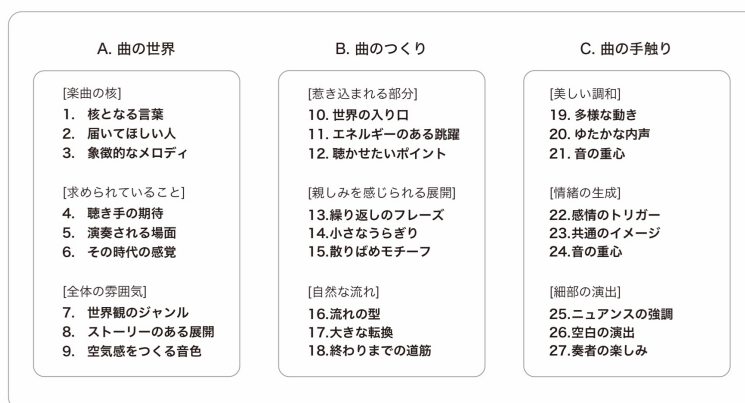 A. 曲の世界
[楽曲の核]
1. 核となる言葉
2. 届いてほしい人
3. 象徴的なメロディ
[求められていること]
4. 聴き手の期待
5. 演奏される場面
6. その時代の感覚
[全体の雰囲気]
7. 世界観のジャンル
8. ストーリーのある展開
9. 空気感をつくる音色
B. 曲のつくり
[惹き込まれる部分]
10. 世界の入り口
11. エネルギーのある跳躍
12. 聴かせたいポイント
[親しみを感じられる展開]
13.繰り返しのフレーズ
14.小さなうらぎり
15.散りばめモチーフ
[自然な流れ]
16.流れの型
17.大きな転換
18.終わりまでの道筋
C. 曲の手触り
[美しい調和]
19. 多様な動き
20. ゆたかな内声
21. 音の重心
[情緒の生成]
22.感情のトリガー
23.共通のイメージ
24.音の重心
[細部の演出]
25.ニュアンスの強調
26.空白の演出
27.奏者の楽しみ